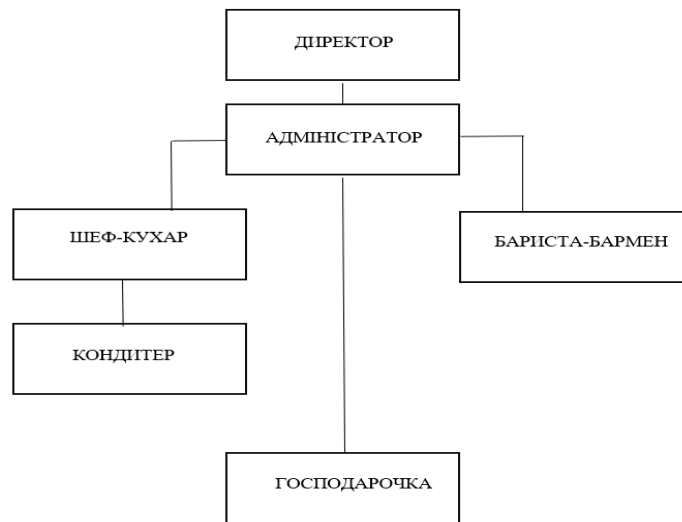 ДИРЕКТОР
АДМІНІСТРАТОР
ШЕФ-КУХАР
БАРИСТА-БАРМЕН
КОНДИТЕР
ГОСПОДАРОЧКА